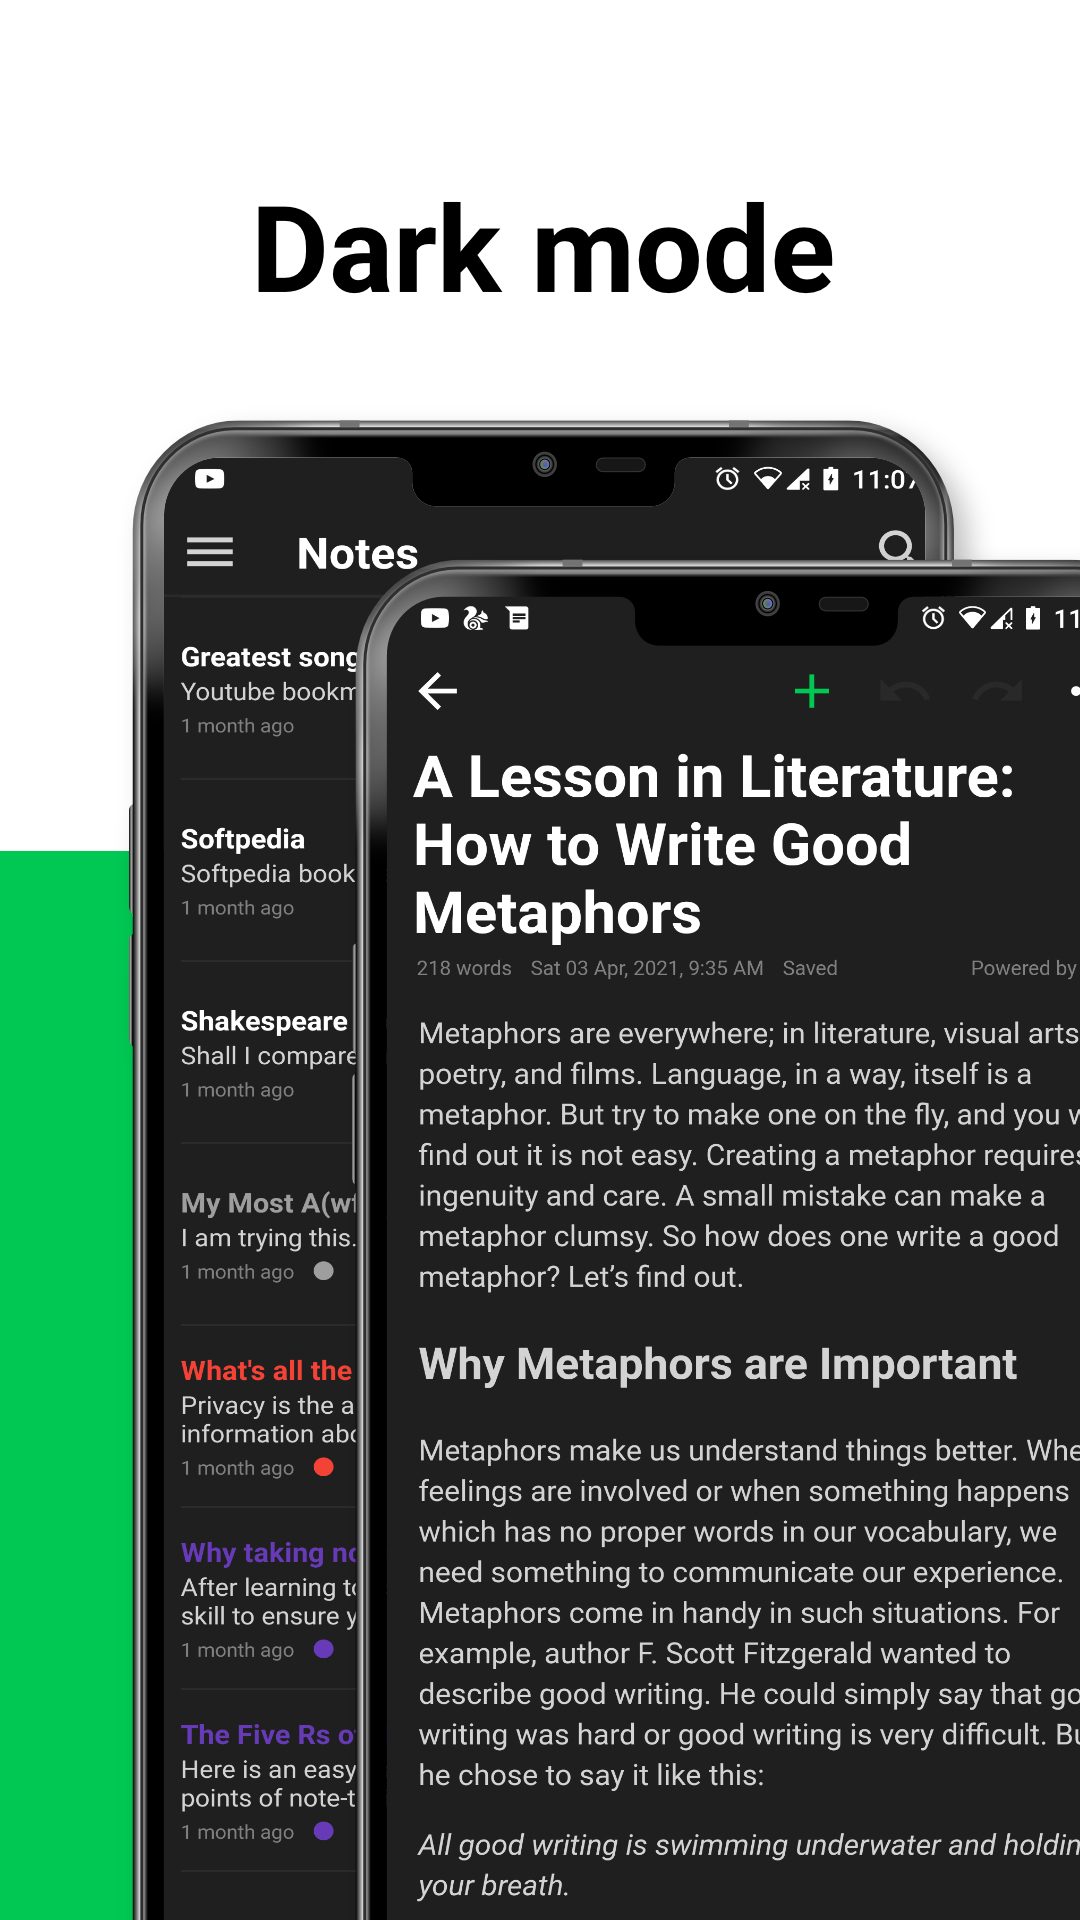 Dark mode
11:07
Notes
Greatest song
Youtube bookm
1 month ago
Softpedia
Softpedia book
1 month ago
Shakespeare
Shall I compare
1 month ago
My Most A(wf
I am trying this.
1 month ago
What's all the
Privacy is the a
information abo
1 month ago
Why taking no
After learning to
skill to ensure y
1 month ago
The Five Rs o
Here is an easy
points of note-t
1 month ago
11
A Lesson in Literature:
How to Write Good
Metaphors
218 words Sat 03 Apr, 2021, 9:35 AM Saved Powered by
Metaphors are everywhere; in literature, visual arts
poetry, and films. Language, in a way, itself is a
metaphor. But try to make one on the fly, and you w
find out it is not easy. Creating a metaphor requires
ingenuity and care. A small mistake can make a
metaphor clumsy. So how does one write a good
metaphor? Let’s find out.
Why Metaphors are Important
Metaphors make us understand things better. Whe
feelings are involved or when something happens
which has no proper words in our vocabulary, we
need something to communicate our experience.
Metaphors come in handy in such situations. For
example, author F. Scott Fitzgerald wanted to
describe good writing. He could simply say that go
writing was hard or good writing is very difficult. Bu
he chose to say it like this:
All good writing is swimming underwater and holdin
your breath.